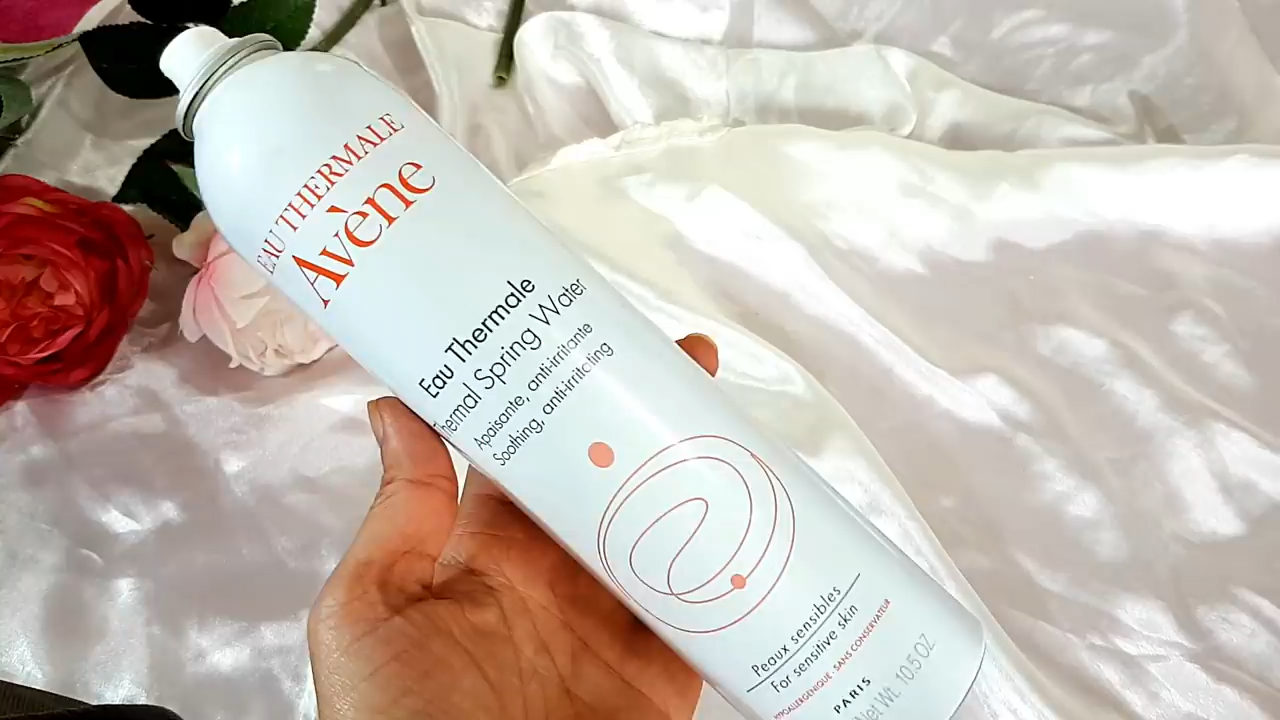 EAU THERMALE
Avène
Eau Thermale
Thermal Spring Water
Apaisante, anti-irritante
Soothing, anti-irritating
Peaux sensibles
For sensitive skin
HYPOALLERGENIQUE - SANS CONSERVATEUR
PARIS
Net Wt. 10.5 OZ